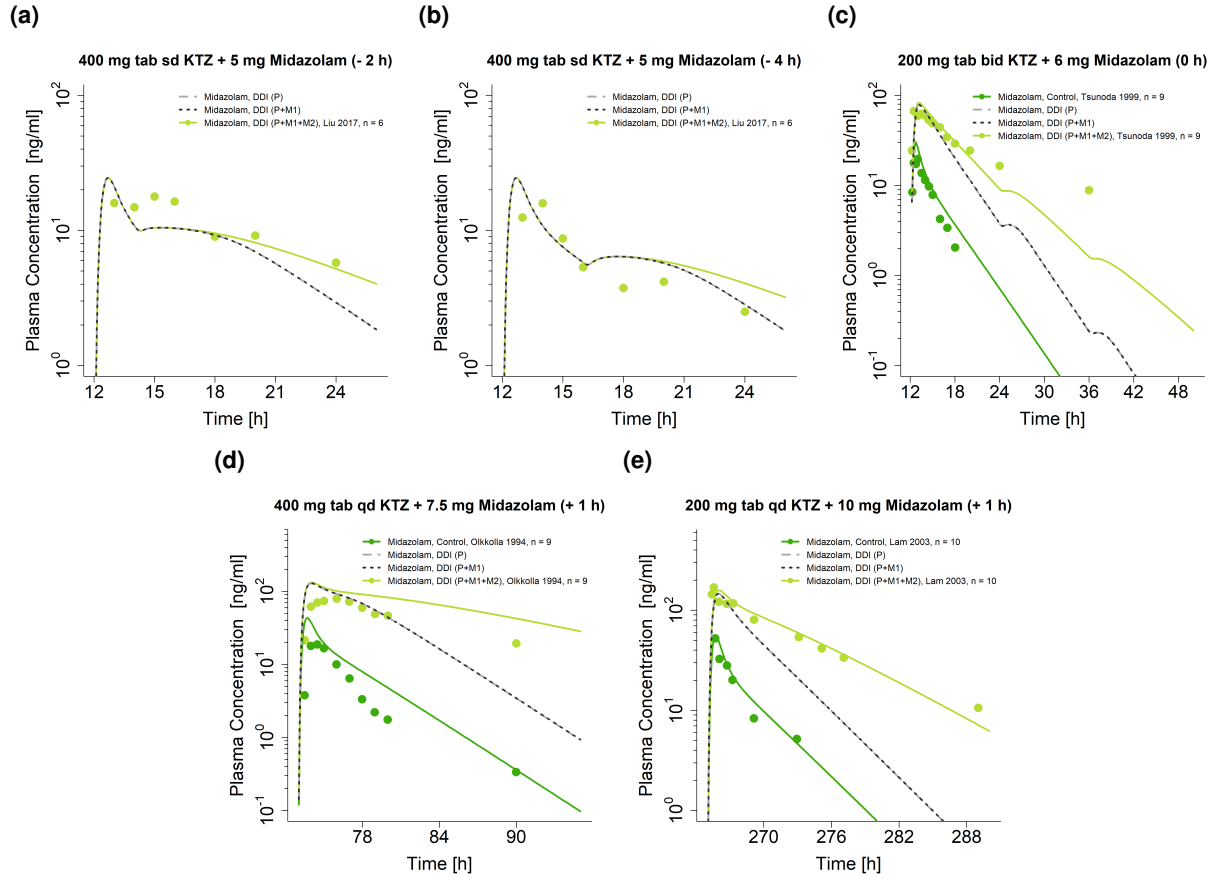 (a)
400 mg tab sd KTZ + 5 mg Midazolam (- 2 h)
Midazolam, DDI (P)
Midazolam, DDI (P+M1)
Midazolam, DDI (P+M1+M2), Liu 2017, n = 6
Plasma Concentration [ng/ml]
10^2
10^1
10^0
12 15 18 21 24
Time [h]
(b)
400 mg tab sd KTZ + 5 mg Midazolam (- 4 h)
Midazolam, DDI (P)
Midazolam, DDI (P+M1)
Midazolam, DDI (P+M1+M2), Liu 2017, n = 6
Plasma Concentration [ng/ml]
10^2
10^1
10^0
12 15 18 21 24
Time [h]
(c)
200 mg tab bid KTZ + 6 mg Midazolam (0 h)
Midazolam, Control, Tsunoda 1999, n = 9
Midazolam, DDI (P)
Midazolam, DDI (P+M1)
Midazolam, DDI (P+M1+M2), Tsunoda 1999, n = 9
Plasma Concentration [ng/ml]
10^2
10^1
10^0
10^-1
12 18 24 30 36 42 48
Time [h]
(d)
400 mg tab qd KTZ + 7.5 mg Midazolam (+ 1 h)
Midazolam, Control, Olkkolla 1994, n = 9
Midazolam, DDI (P)
Midazolam, DDI (P+M1)
Midazolam, DDI (P+M1+M2), Olkkolla 1994, n = 9
Plasma Concentration [ng/ml]
10^3
10^2
10^1
10^0
10^-1
78 84 90
Time [h]
(e)
200 mg tab qd KTZ + 10 mg Midazolam (+ 1 h)
Midazolam, Control, Lam 2003, n = 10
Midazolam, DDI (P)
Midazolam, DDI (P+M1)
Midazolam, DDI (P+M1+M2), Lam 2003, n = 10
Plasma Concentration [ng/ml]
10^3
10^2
10^1
10^0
270 276 282 288
Time [h]